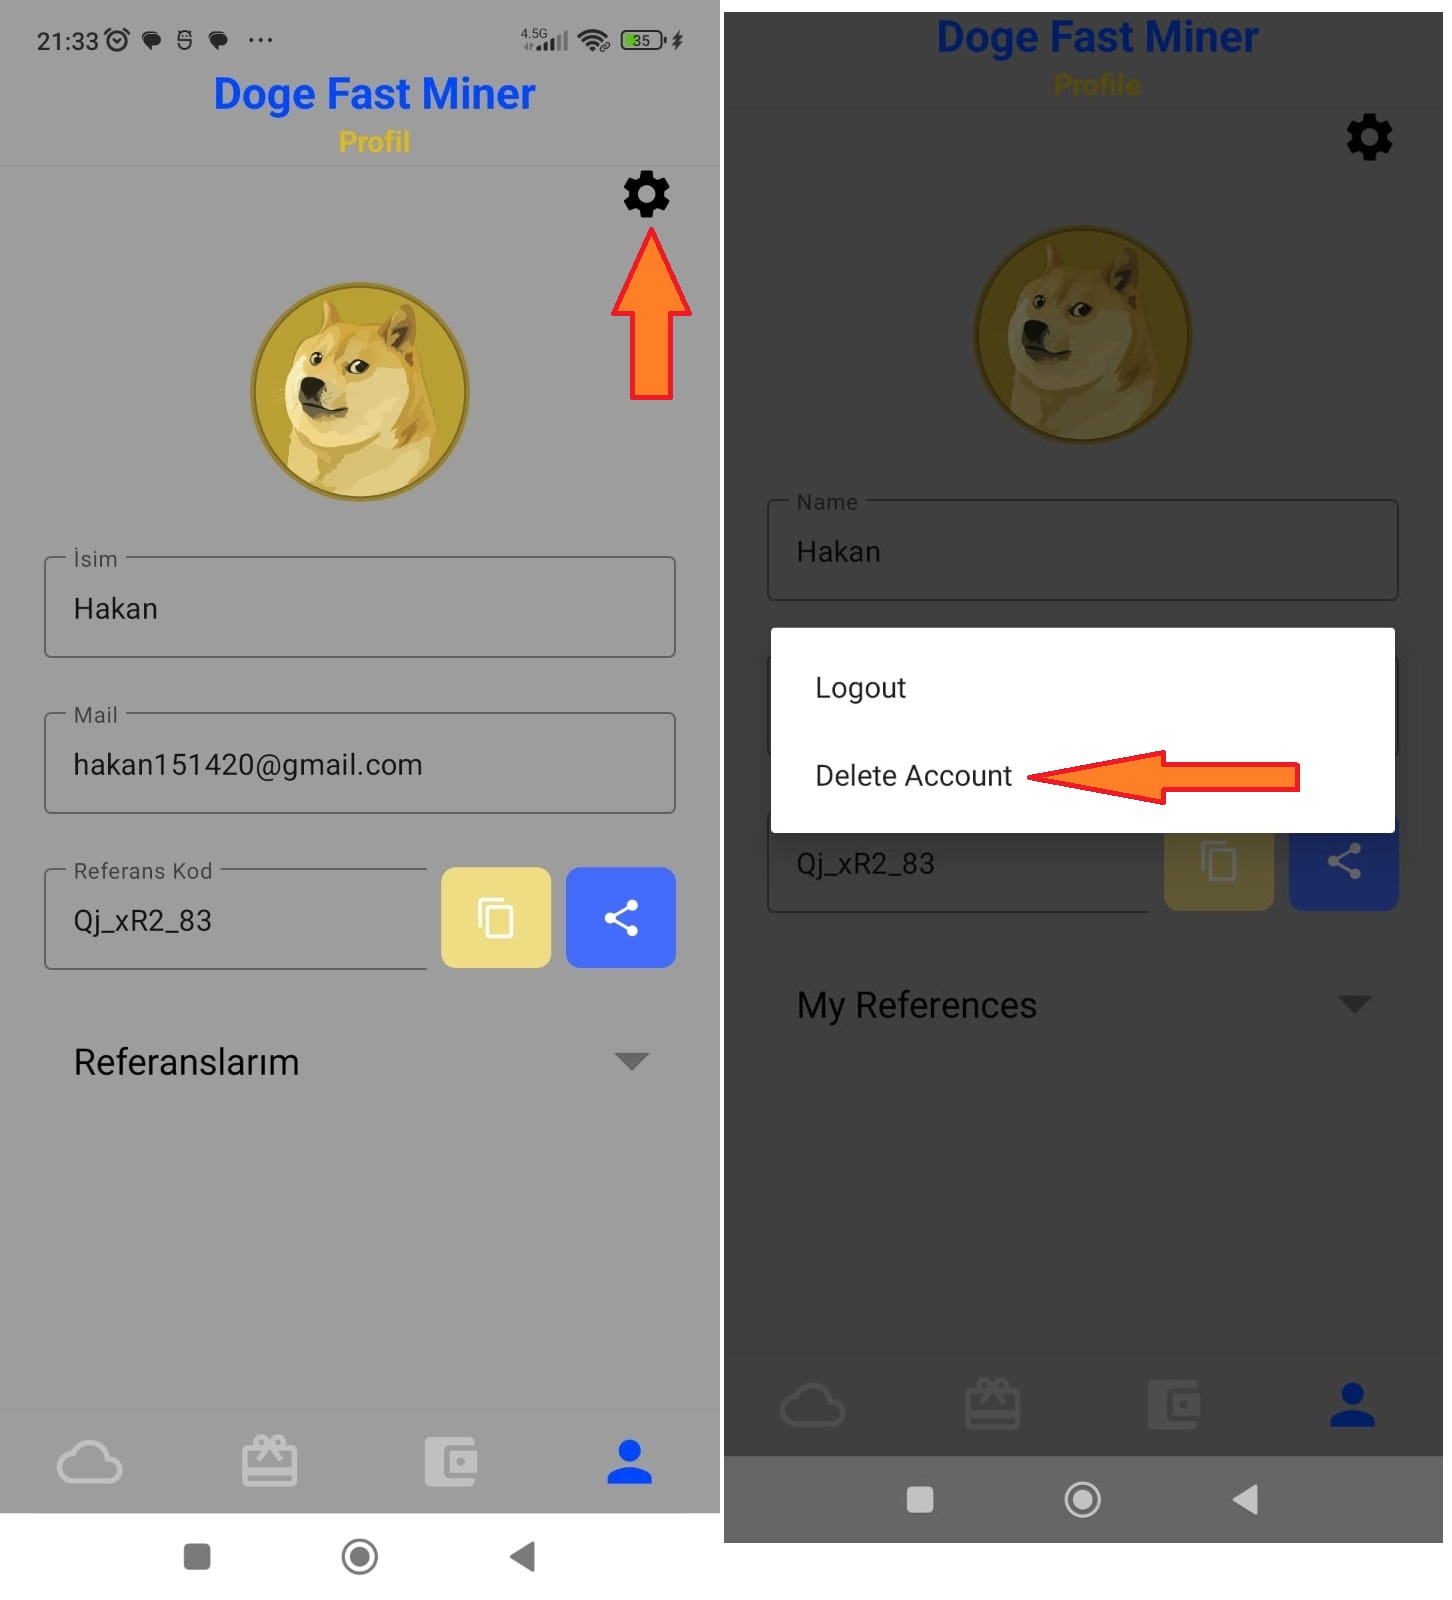 21:33
4.5G
35
Doge Fast Miner
Profil
İsim
Hakan
Mail
hakan151420@gmail.com
Referans Kod
Qj_xR2_83
Referanslarım
Doge Fast Miner
Profile
Name
Hakan
Logout
Delete Account
Qj_xR2_83
My References